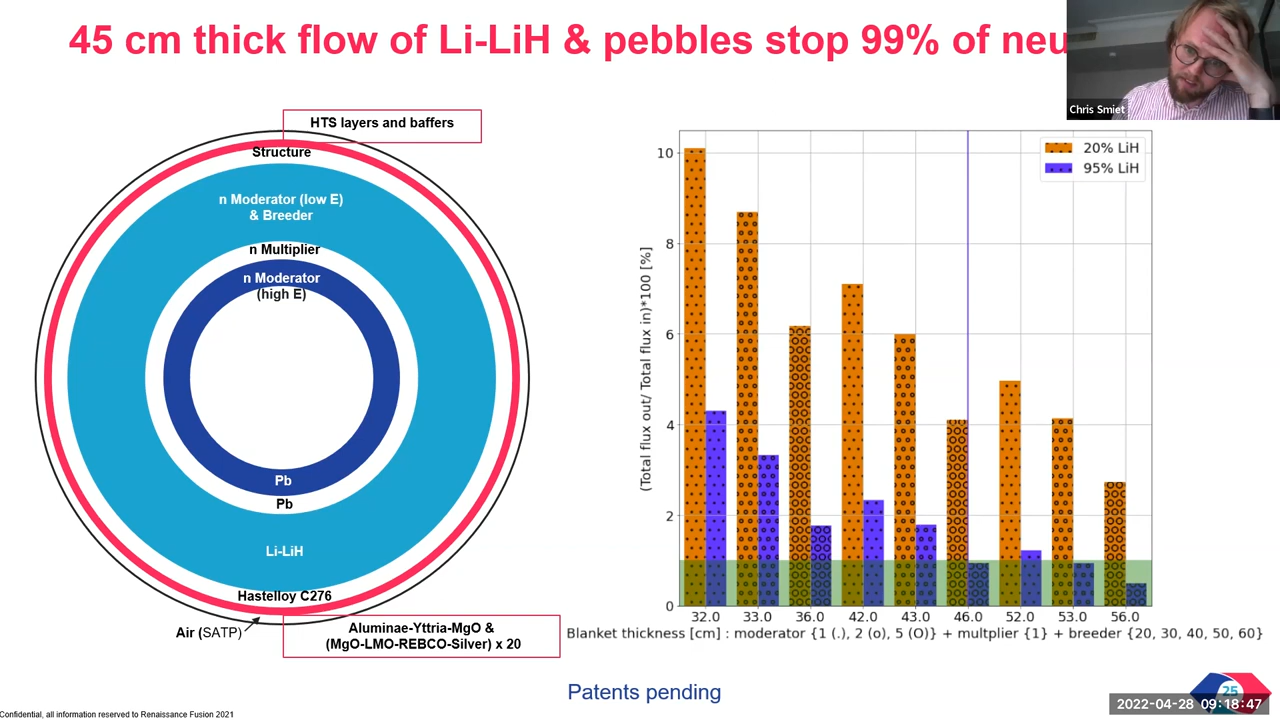 45 cm thick flow of Li-LiH & pebbles stop 99% of neu
Chris Smiet
HTS layers and baffers
Structure
n Moderator (low E)
& Breeder
n Multiplier
n Moderator
(high E)
Pb
Pb
Li-LiH
Hastelloy C276
Air (SATP)
Aluminae-Yttria-MgO &
(MgO-LMO-REBCO-Silver) x 20
20% LiH
95% LiH
(Total flux out/ Total flux in)*100 [%]
10
8
6
4
2
0
32.0 33.0 36.0 42.0 43.0 46.0 52.0 53.0 56.0
Blanket thickness [cm] : moderator {1 (.), 2 (o), 5 (O)} + multplier {1} + breeder {20, 30, 40, 50, 60}
Patents pending
25
2022-04-28 09:18:47
Confidential, all information reserved to Renaissance Fusion 2021